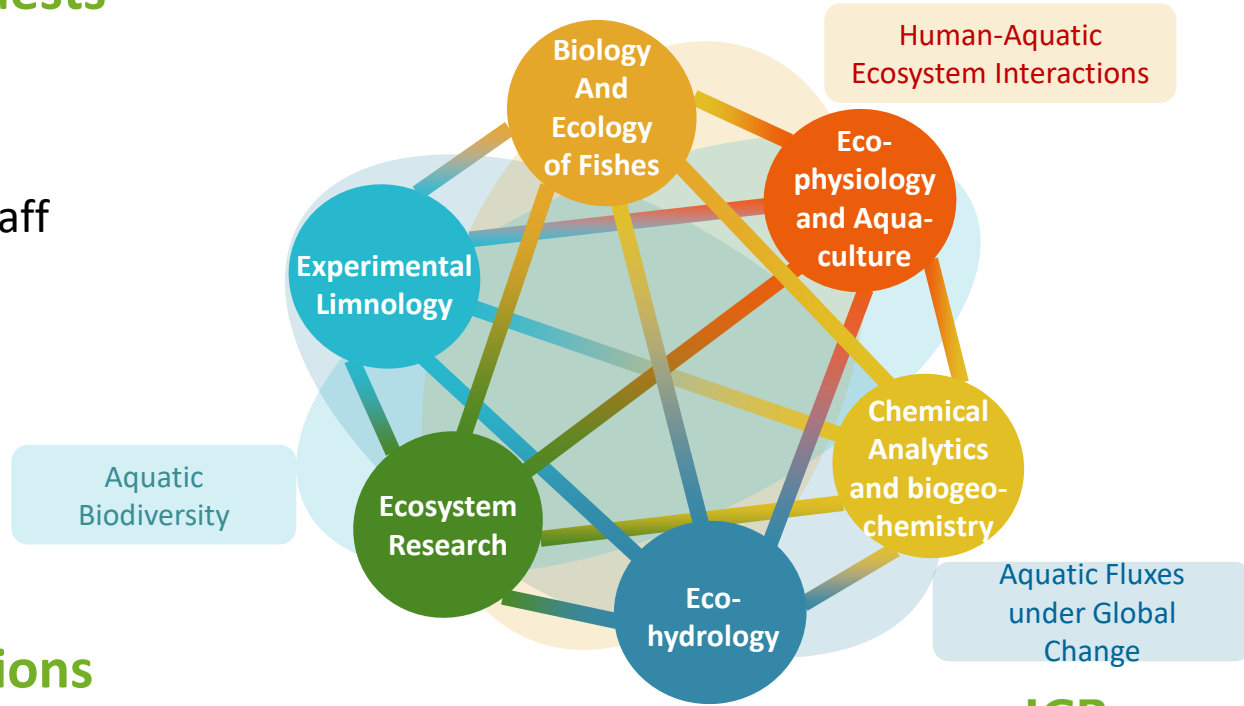 Human-Aquatic
Ecosystem Interactions
Biology
And
Ecology
of Fishes
Eco-
physiology
and Aqua-
culture
aff
Experimental
Limnology
Chemical
Analytics
and biogeo-
chemistry
Aquatic
Biodiversity
Ecosystem
Research
Eco-
hydrology
Aquatic Fluxes
under Global
Change
ions